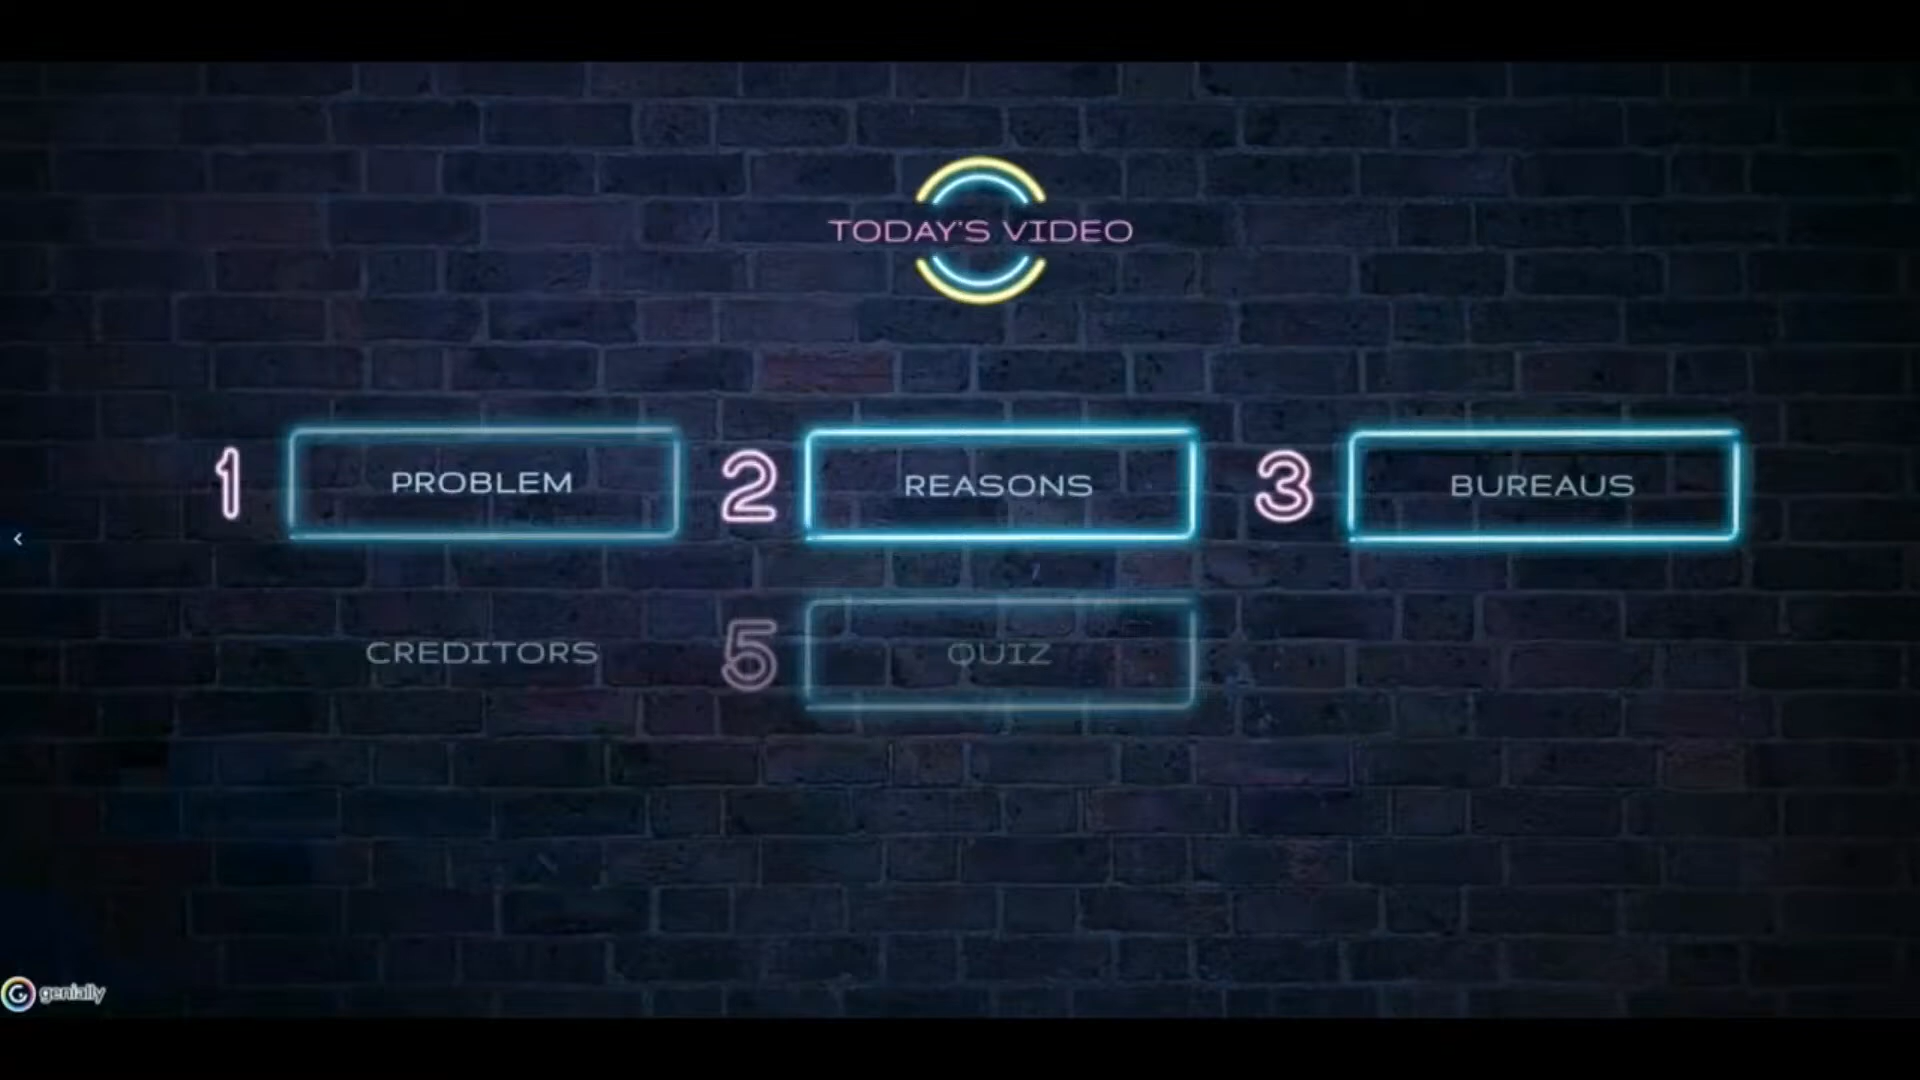 TODAY'S VIDEO
1 PROBLEM 2 REASONS 3 BUREAUS
CREDITORS 5 QUIZ
genially